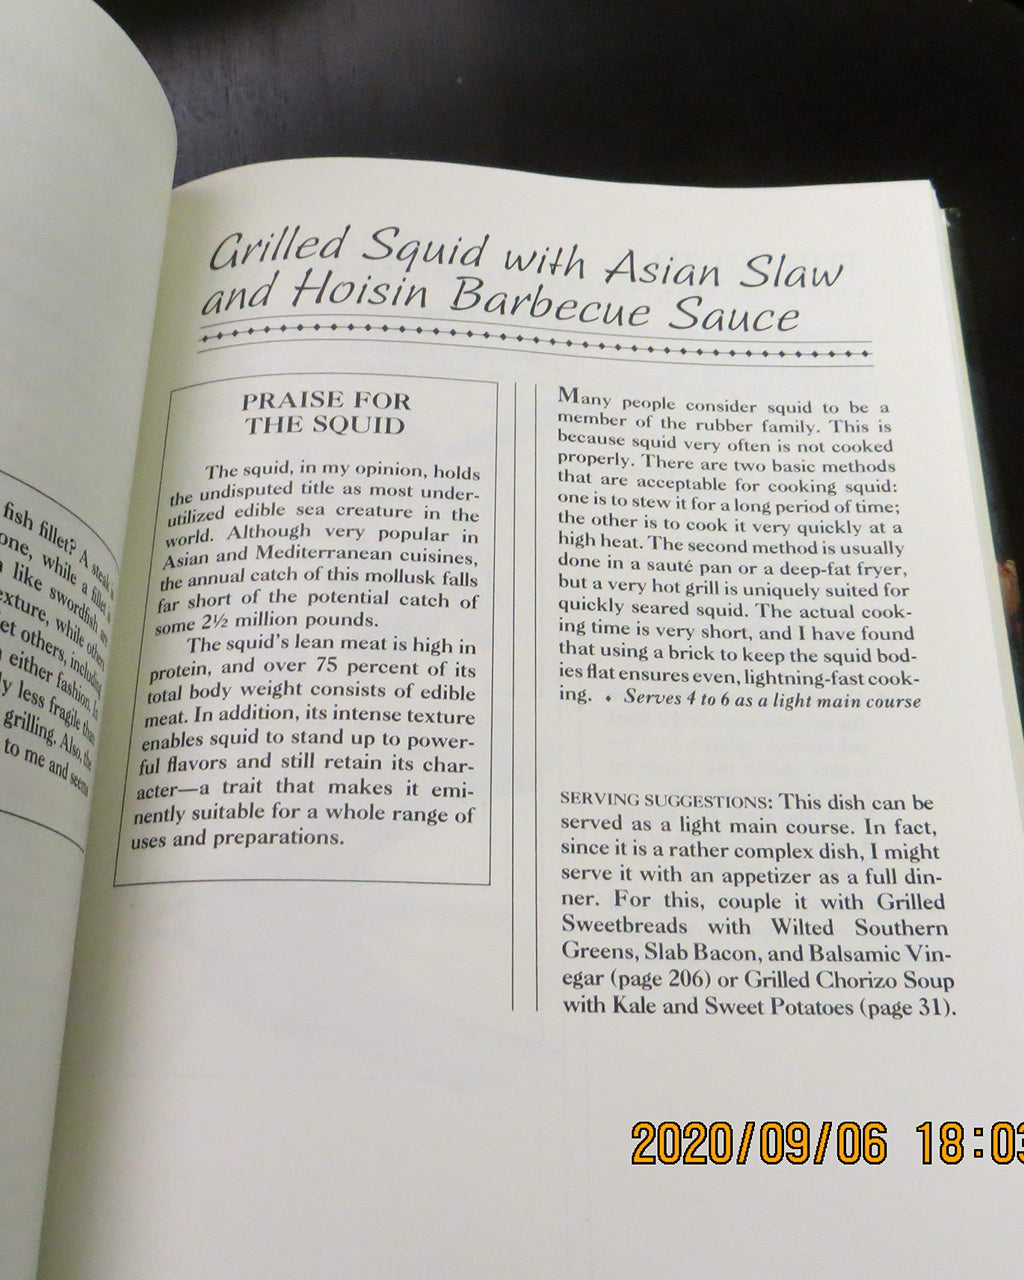 Grilled Squid with Asian Slaw
and Hoisin Barbecue Sauce
PRAISE FOR
THE SQUID
The squid, in my opinion, holds
the undisputed title as most under-
utilized edible sea creature in the
world. Although very popular in
Asian and Mediterranean cuisines,
the annual catch of this mollusk falls
far short of the potential catch of
some 2½ million pounds.
The squid's lean meat is high in
protein, and over 75 percent of its
total body weight consists of edible
meat. In addition, its intense texture
enables squid to stand up to power-
ful flavors and still retain its char-
acter—a trait that makes it emi-
nently suitable for a whole range of
uses and preparations.
Many people consider squid to be a
member of the rubber family. This is
because squid very often is not cooked
properly. There are two basic methods
that are acceptable for cooking squid:
one is to stew it for a long period of time;
the other is to cook it very quickly at a
high heat. The second method is usually
done in a sauté pan or a deep-fat fryer,
but a very hot grill is uniquely suited for
quickly seared squid. The actual cook-
ing time is very short, and I have found
that using a brick to keep the squid bod-
ies flat ensures even, lightning-fast cook-
ing. ♦ Serves 4 to 6 as a light main course
SERVING SUGGESTIONS: This dish can be
served as a light main course. In fact,
since it is a rather complex dish, I might
serve it with an appetizer as a full din-
ner. For this, couple it with Grilled
Sweetbreads with Wilted Southern
Greens, Slab Bacon, and Balsamic Vin-
egar (page 206) or Grilled Chorizo Soup
with Kale and Sweet Potatoes (page 31).
fish fillet? A steak
one, while a fillet
like swordfish are
texture, while others
et others, including
either fashion. In
ly less fragile than
grilling. Also, the
to me and seems
2020/09/06 18:03